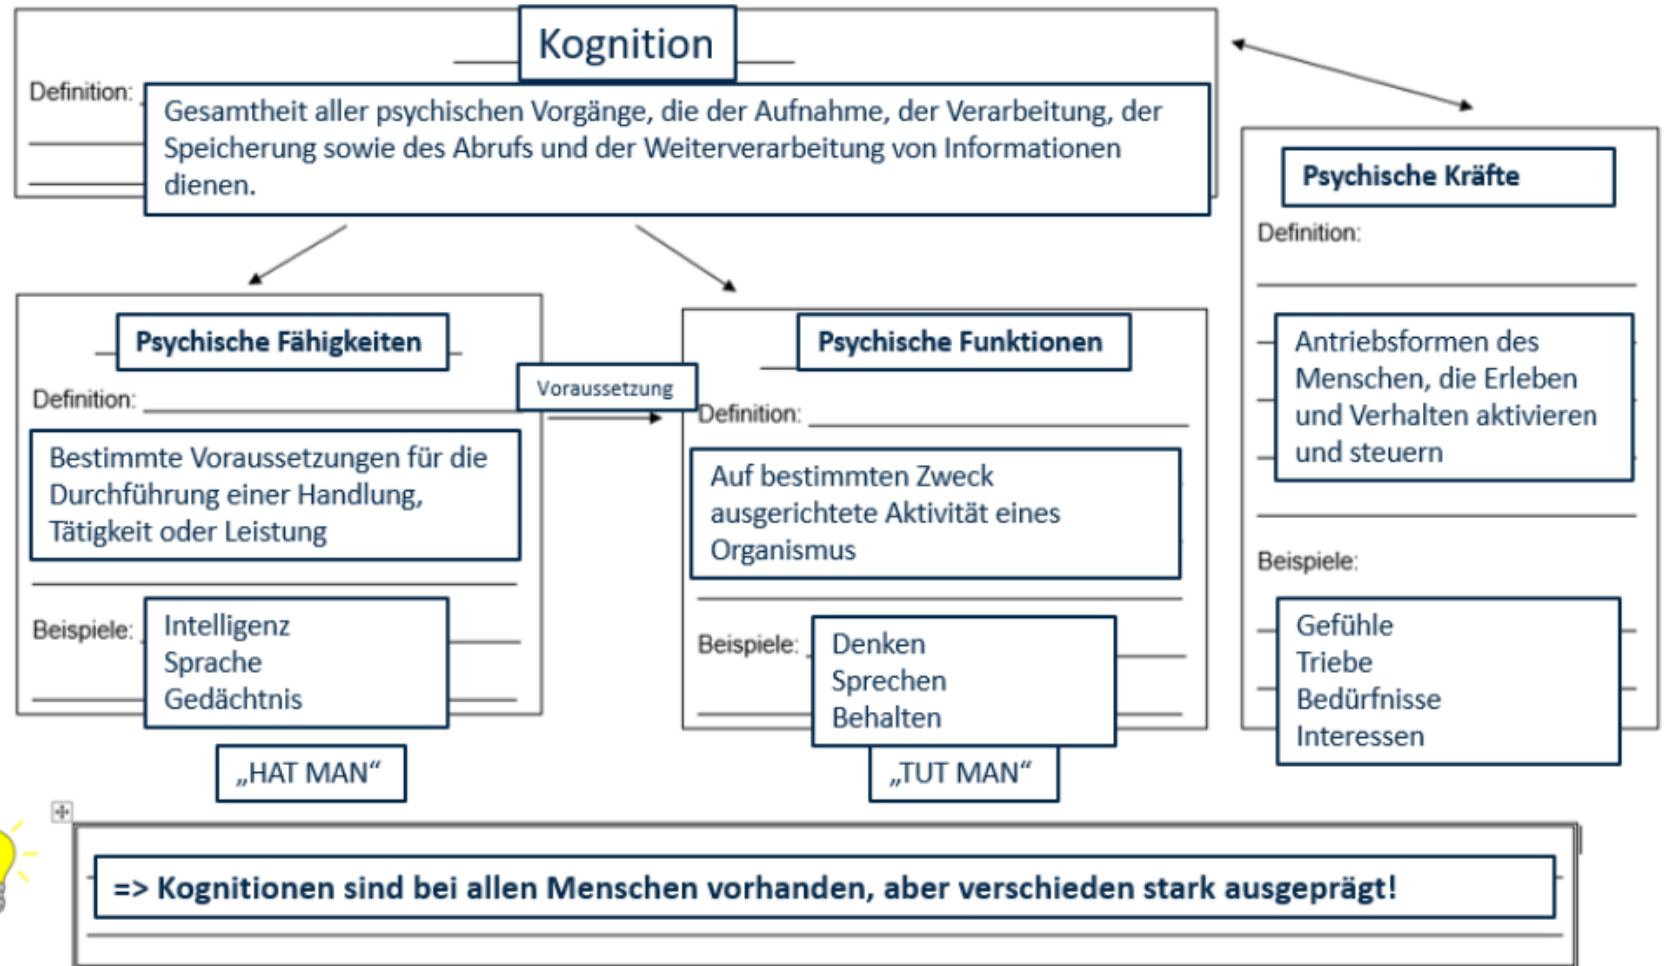 Kognition
Definition:
Gesamtheit aller psychischen Vorgänge, die der Aufnahme, der Verarbeitung, der
Speicherung sowie des Abrufs und der Weiterverarbeitung von Informationen
dienen.
Psychische Fähigkeiten
Definition:
Bestimmte Voraussetzungen für die
Durchführung einer Handlung,
Tätigkeit oder Leistung
Beispiele:
Intelligenz
Sprache
Gedächtnis
„HAT MAN“
Voraussetzung
Psychische Funktionen
Definition:
Auf bestimmten Zweck
ausgerichtete Aktivität eines
Organismus
Beispiele:
Denken
Sprechen
Behalten
„TUT MAN“
Psychische Kräfte
Definition:
Antriebsformen des
Menschen, die Erleben
und Verhalten aktivieren
und steuern
Beispiele:
Gefühle
Triebe
Bedürfnisse
Interessen
=> Kognitionen sind bei allen Menschen vorhanden, aber verschieden stark ausgeprägt!